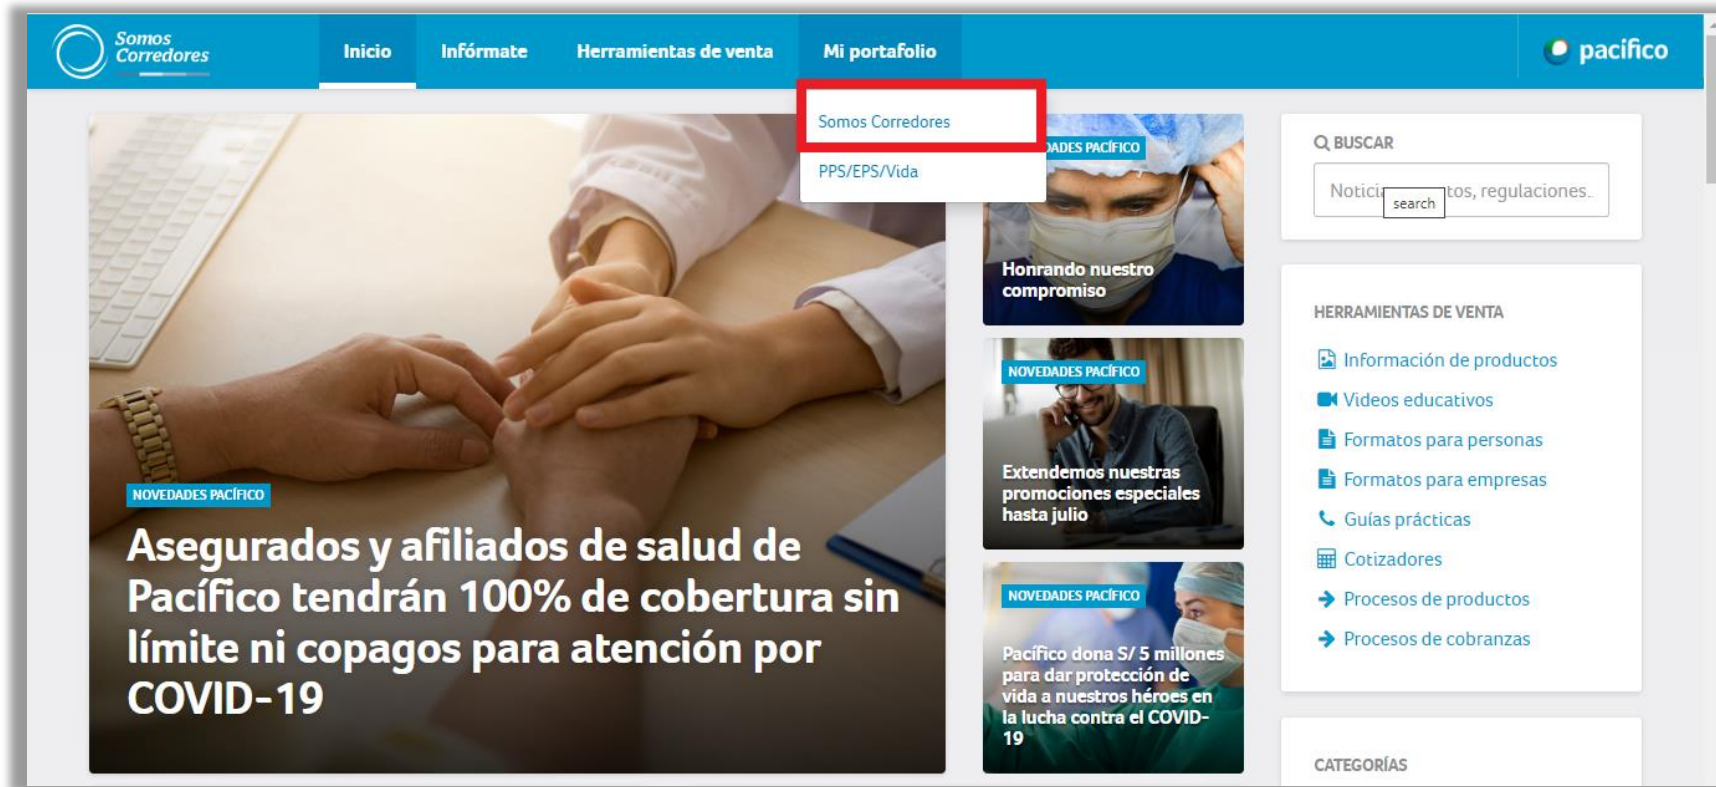 Somos
Corredores
Inicio
Infórmate
Herramientas de venta
Mi portafolio
pacífico
Somos Corredores
PPS/EPS/Vida
NOVEDADES PACÍFICO
Asegurados y afiliados de salud de
Pacífico tendrán 100% de cobertura sin
límite ni copagos para atención por
COVID-19
PACÍFICO
Honrando nuestro
compromiso
NOVEDADES PACÍFICO
Extendemos nuestras
promociones especiales
hasta julio
NOVEDADES PACÍFICO
Pacífico dona S/ 5 millones
para dar protección de
vida a nuestros héroes en
la lucha contra el COVID-
19
BUSCAR
regulaciones..
search
HERRAMIENTAS DE VENTA
Información de productos
Videos educativos
Formatos para personas
Formatos para empresas
Guías prácticas
Cotizadores
Procesos de productos
Procesos de cobranzas
CATEGORÍAS